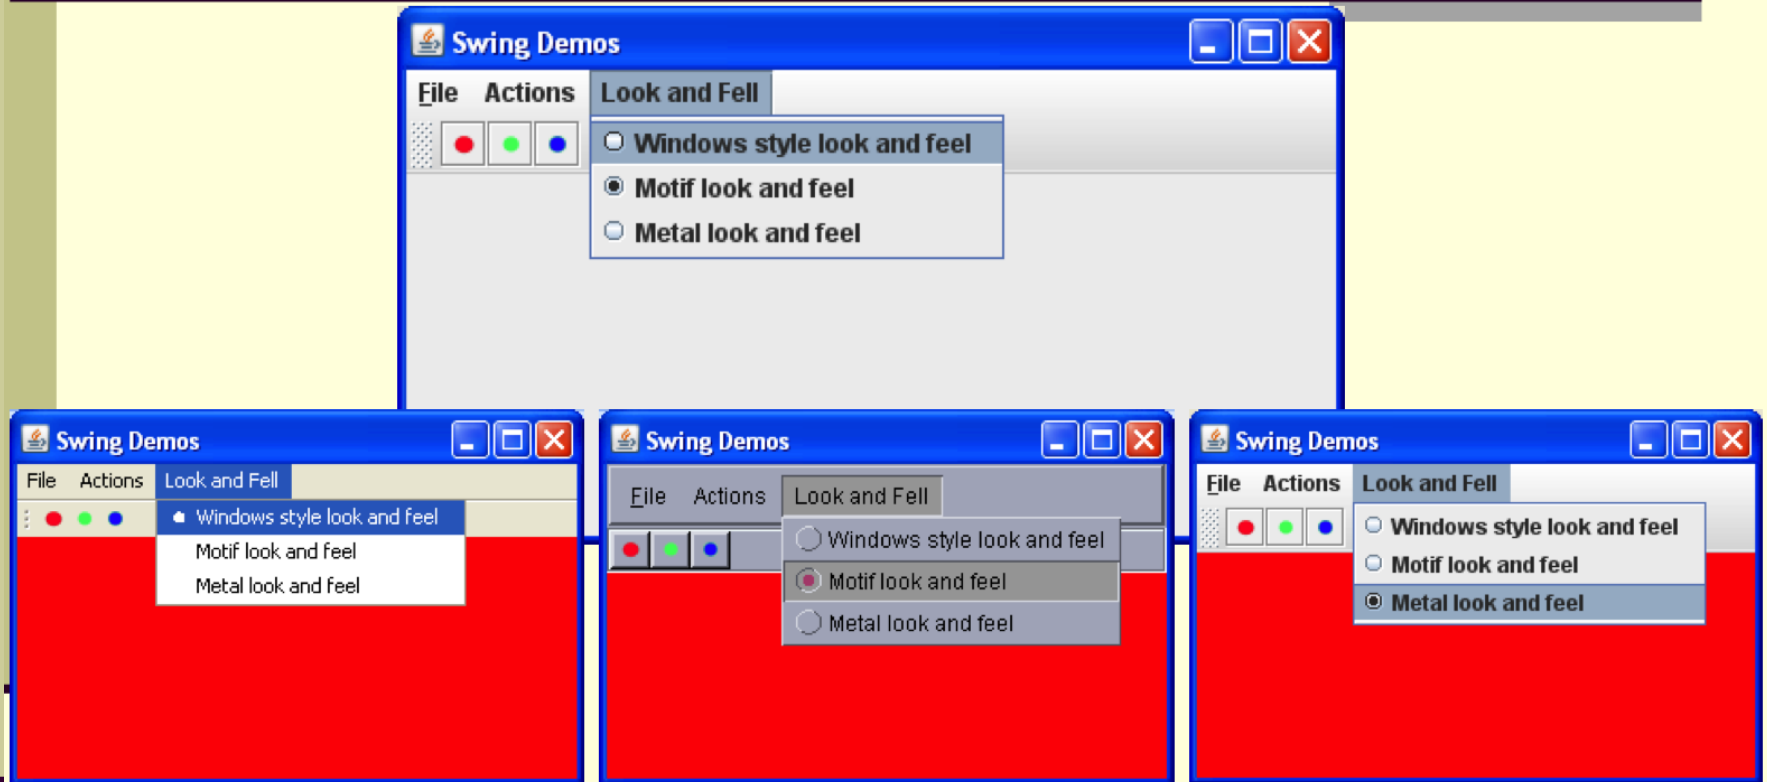 Swing Demos
File Actions Look and Fell
Windows style look and feel
Motif look and feel
Metal look and feel
Swing Demos
File Actions Look and Fell
Windows style look and feel
Motif look and feel
Metal look and feel
Swing Demos
File Actions Look and Fell
Windows style look and feel
Motif look and feel
Metal look and feel
Swing Demos
File Actions Look and Fell
Windows style look and feel
Motif look and feel
Metal look and feel